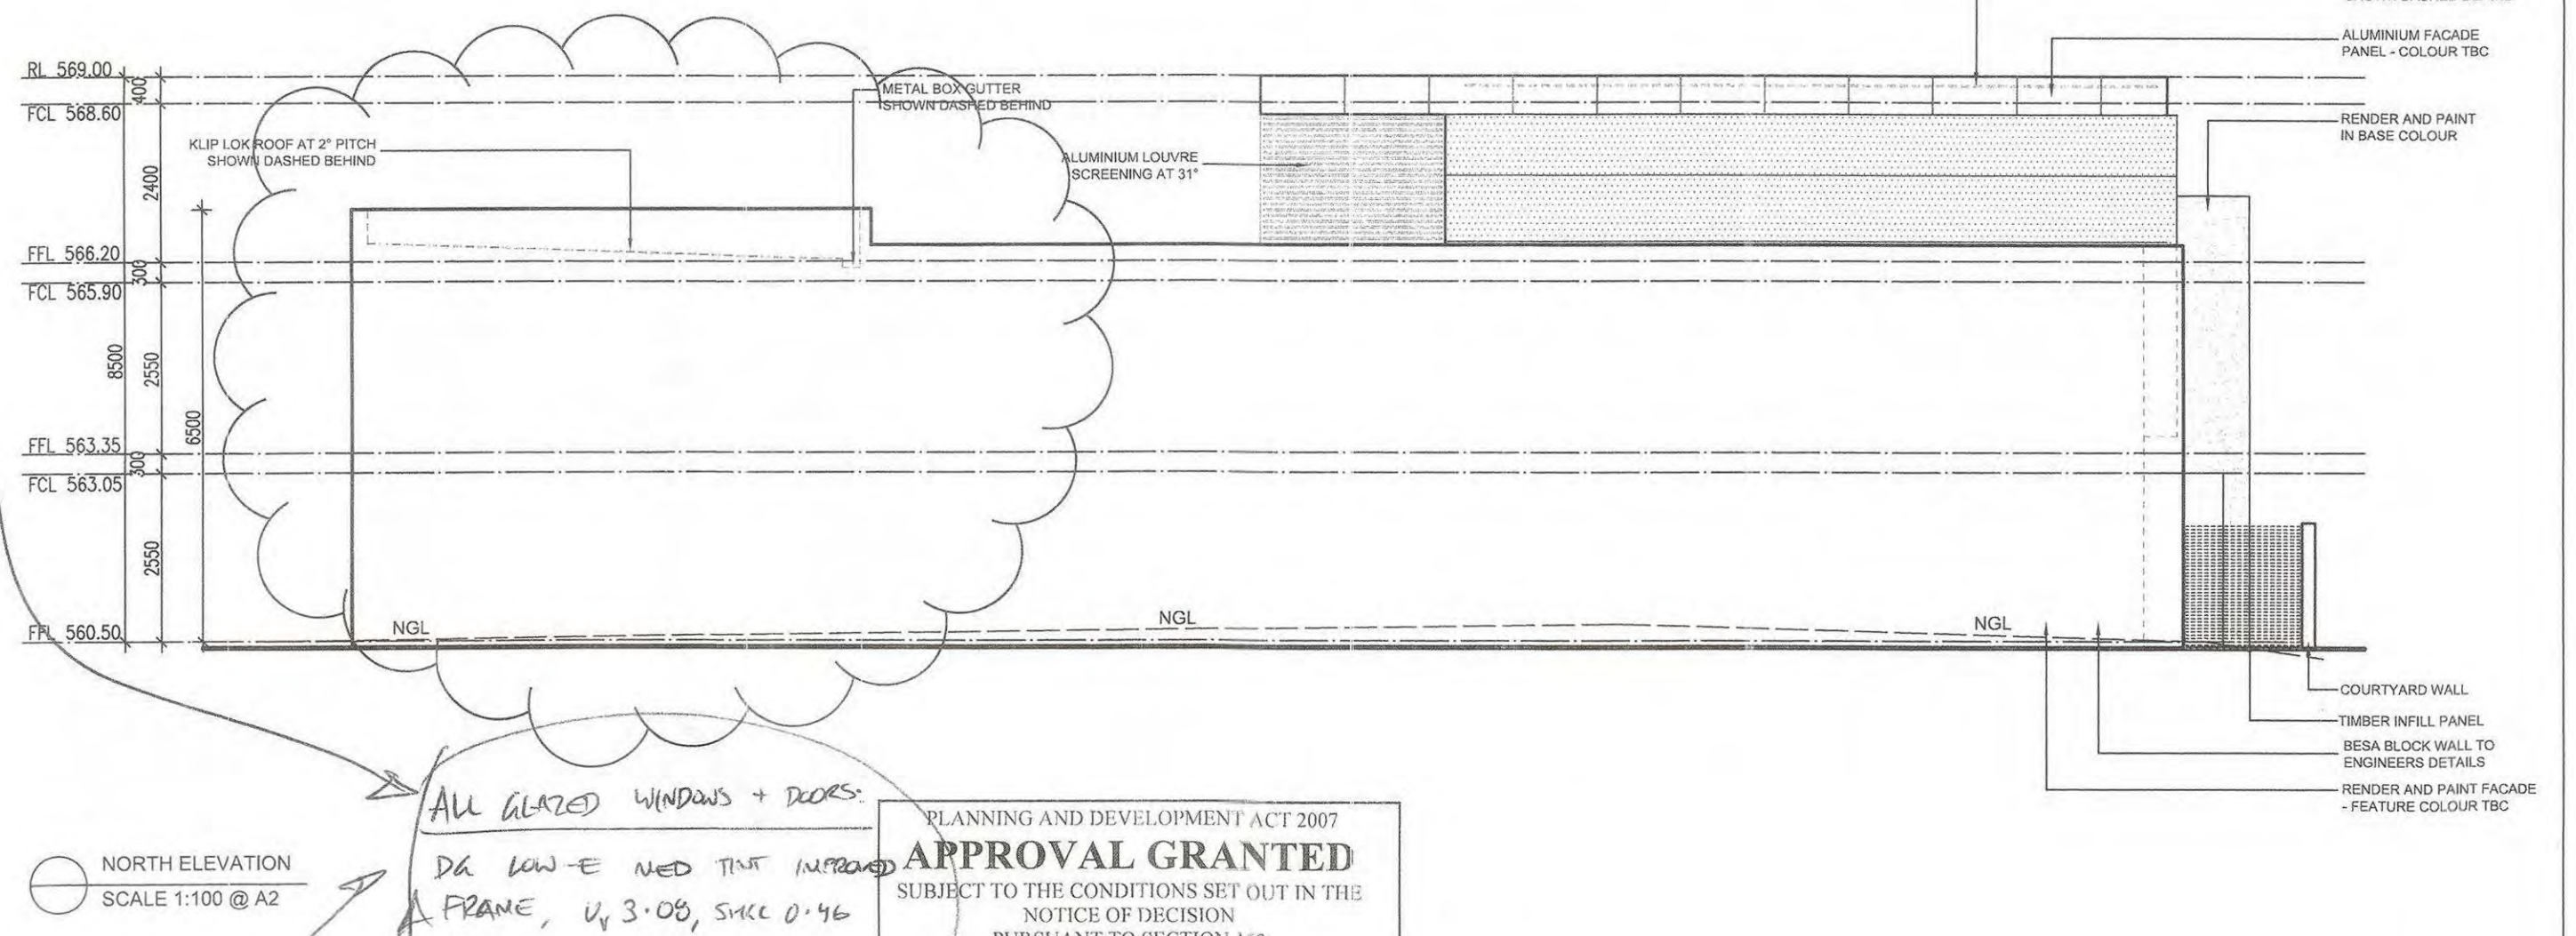 ALUMINIUM FACADE
PANEL - COLOUR TBC
RL 569.00
400
METAL BOX GUTTER
SHOWN DASHED BEHIND
FCL 568.60
RENDER AND PAINT
IN BASE COLOUR
KLIP LOK ROOF AT 2° PITCH
SHOWN DASHED BEHIND
ALUMINIUM LOUVRE
SCREENING AT 31°
2400
FFL 566.20
300
FCL 565.90
8500
2550
6500
FFL 563.35
300
FCL 563.05
2550
FFL 560.50
NGL
NGL
NGL
COURTYARD WALL
TIMBER INFILL PANEL
BESA BLOCK WALL TO
ENGINEERS DETAILS
RENDER AND PAINT FACADE
- FEATURE COLOUR TBC
ALL GLAZED WINDOWS + DOORS:
DG LOW-E MED TINT IMPROVED
FRAME, 0.46
PLANNING AND DEVELOPMENT ACT 2007
APPROVAL GRANTED
SUBJECT TO THE CONDITIONS SET OUT IN THE
NOTICE OF DECISION
NORTH ELEVATION
SCALE 1:100 @ A2